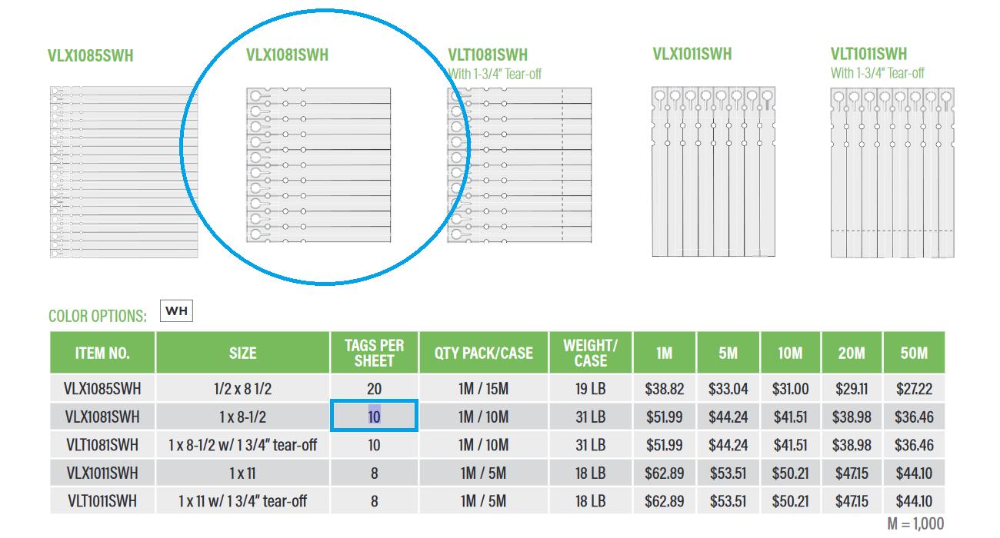 VLX1085SWH
VLX1081SWH
VLT1081SWH
With 1-3/4" Tear-off
VLX1011SWH
VLT1011SWH
With 1-3/4" Tear-off
COLOR OPTIONS: WH
ITEM NO. SIZE TAGS PER SHEET QTY PACK/CASE WEIGHT/ CASE 1M 5M 10M 20M 50M
VLX1085SWH 1/2 x 8 1/2 20 1M / 15M 19 LB $38.82 $33.04 $31.00 $29.11 $27.22
VLX1081SWH 1 x 8-1/2 10 1M / 10M 31 LB $51.99 $44.24 $41.51 $38.98 $36.46
VLT1081SWH 1 x 8-1/2 w/ 1 3/4" tear-off 10 1M / 10M 31 LB $51.99 $44.24 $41.51 $38.98 $36.46
VLX1011SWH 1 x 11 8 1M / 5M 18 LB $62.89 $53.51 $50.21 $47.15 $44.10
VLT1011SWH 1 x 11 w/ 1 3/4" tear-off 8 1M / 5M 18 LB $62.89 $53.51 $50.21 $47.15 $44.10
M = 1,000